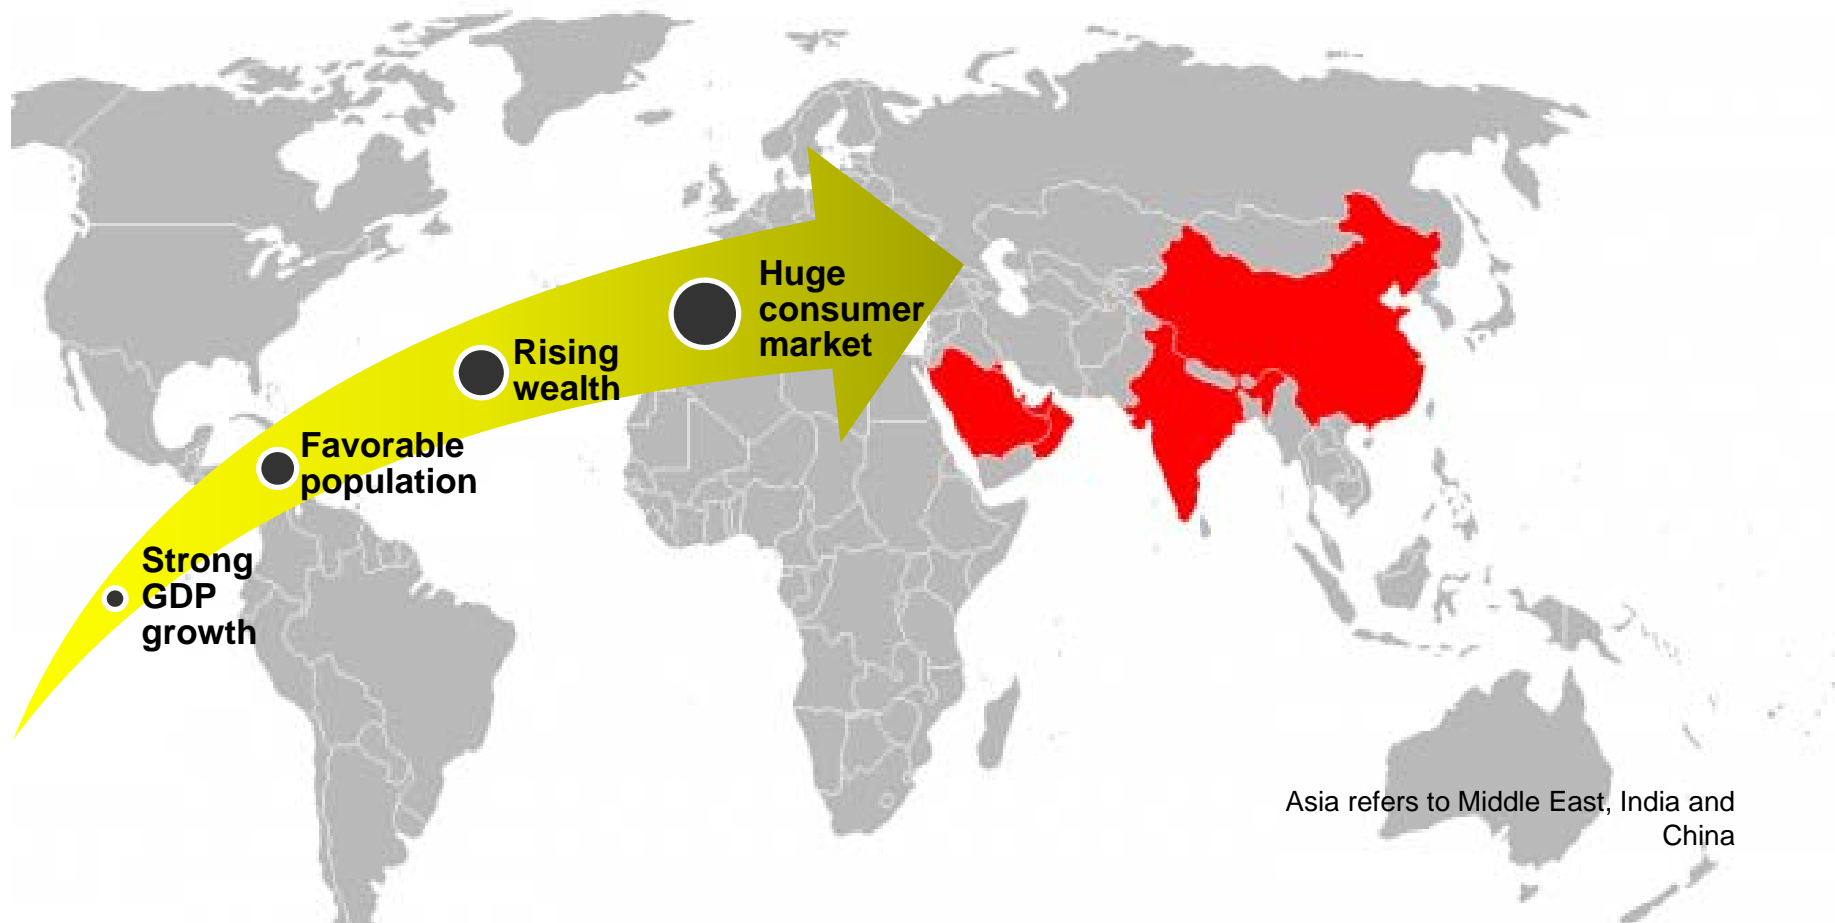 Huge
consumer
market
Rising
wealth
Favorable
population
Strong
GDP
growth
Asia refers to Middle East, India and
China